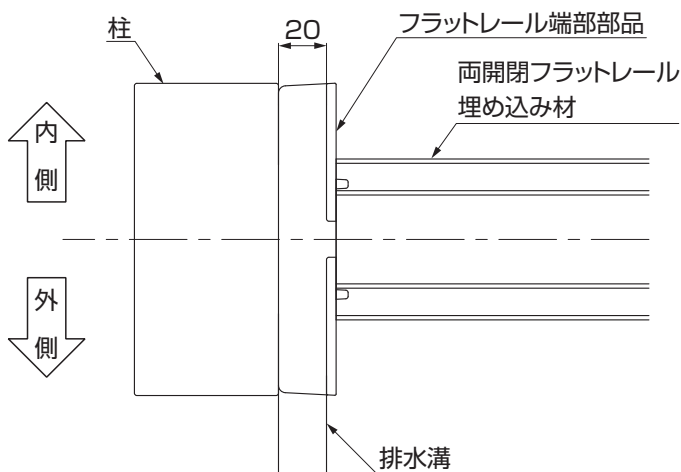 柱
20
フラットレール端部部品
両開閉フラットレール
埋め込み材
内側
外側
排水溝